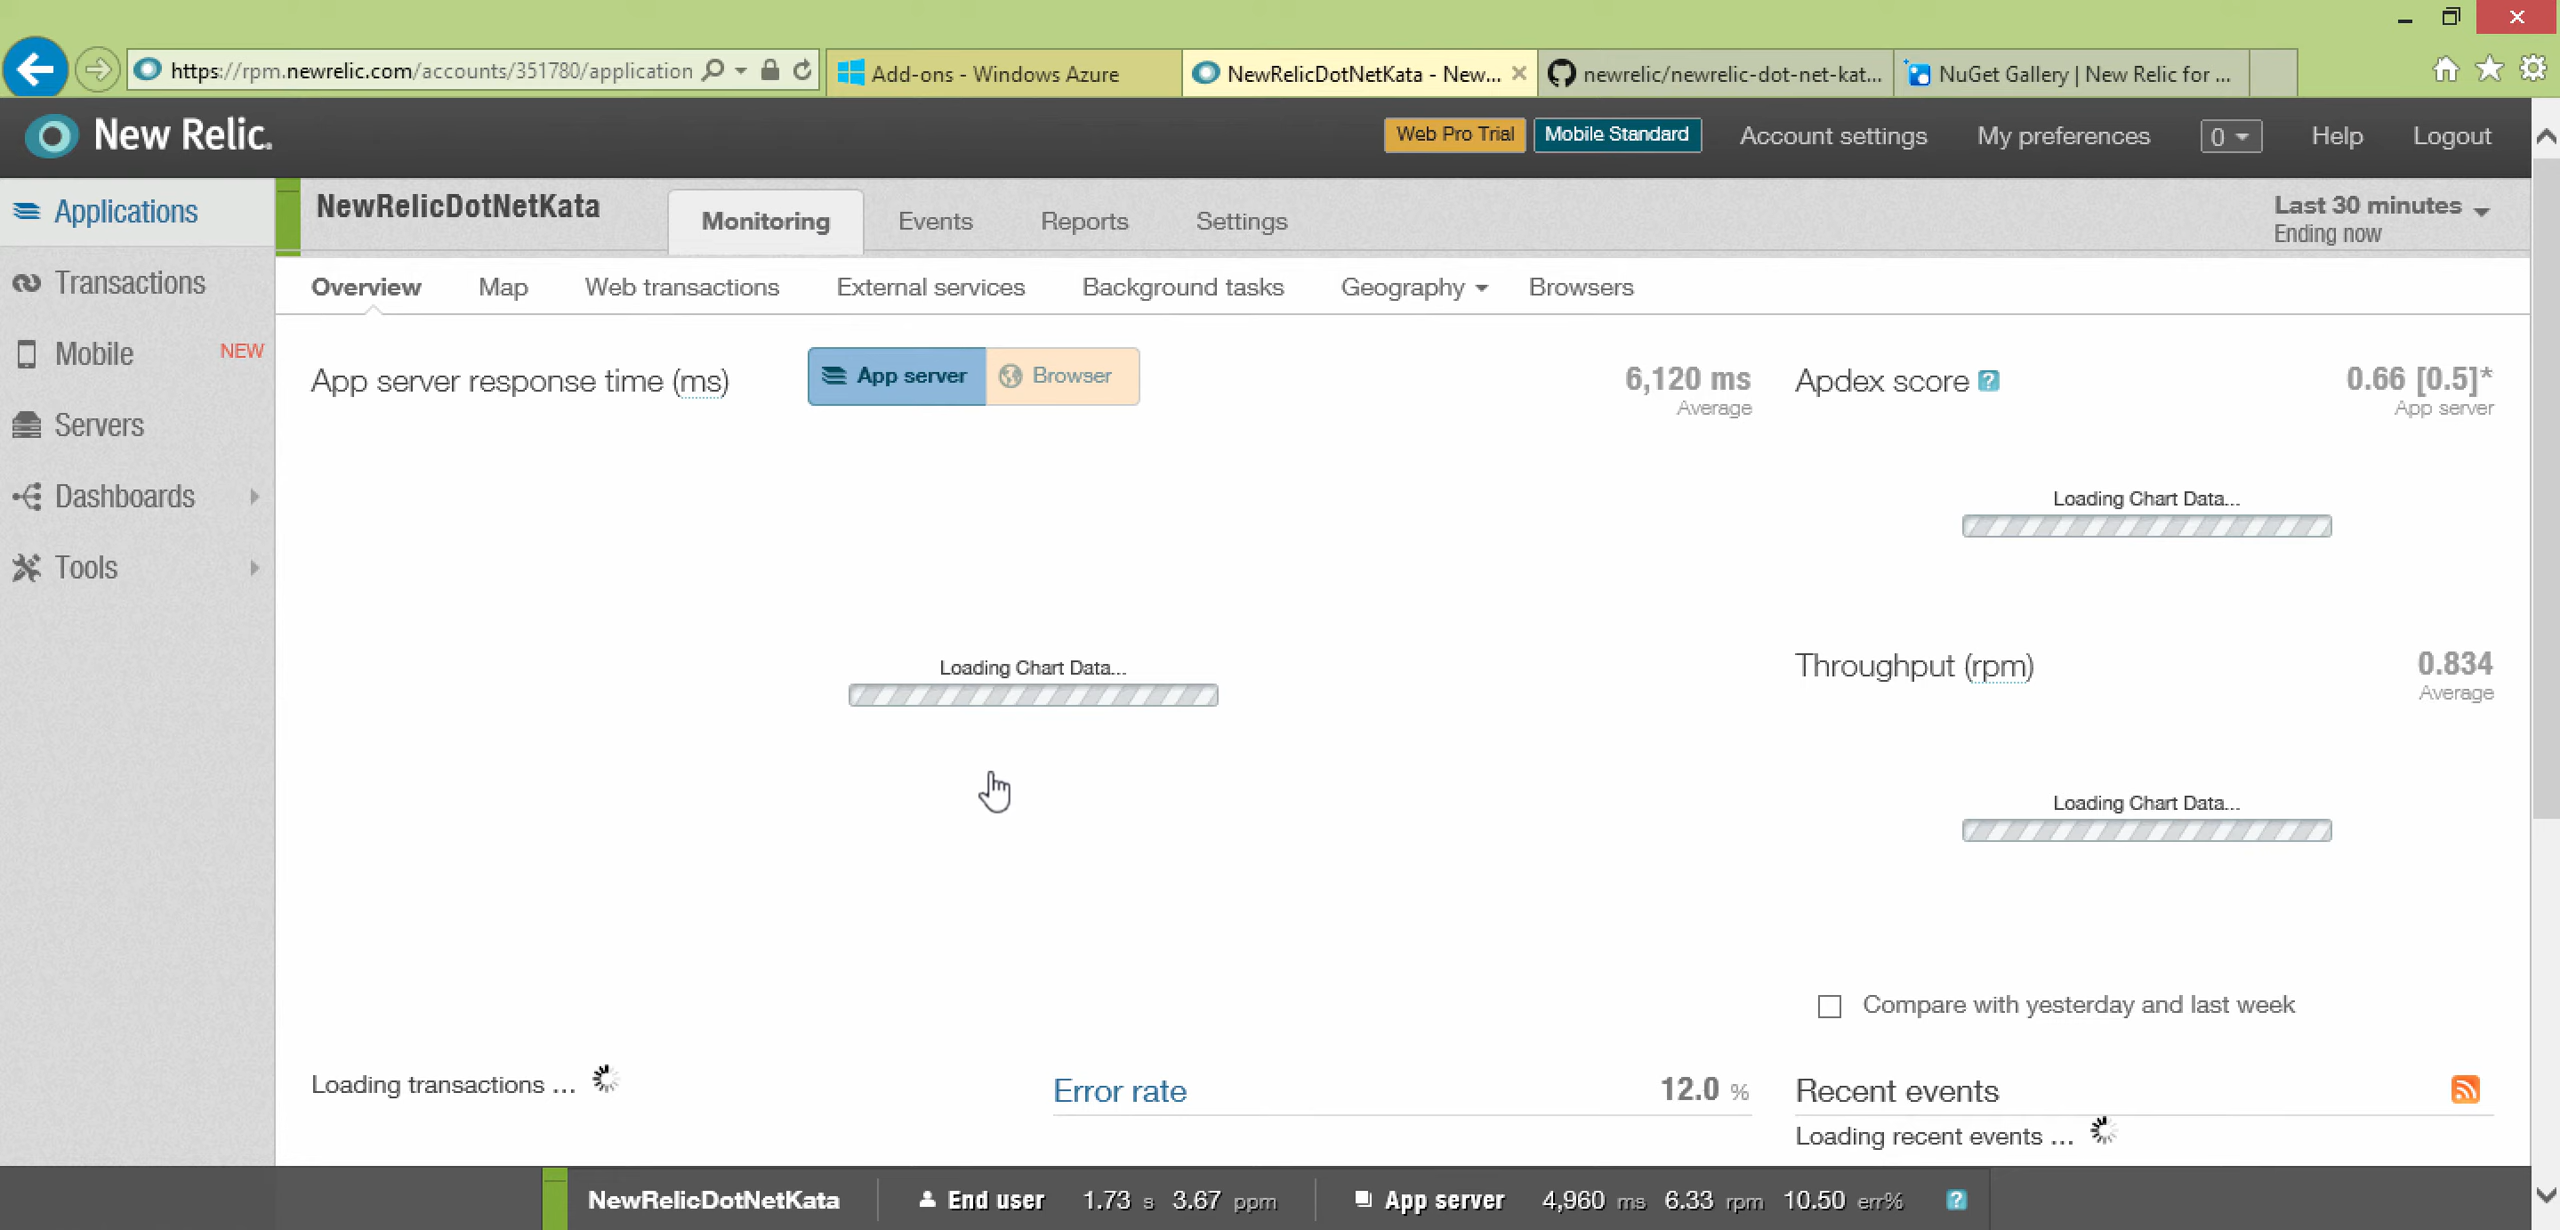 https://rpm.newrelic.com/accounts/351780/application
Add-ons - Windows Azure
NewRelicDotNetKata - New...
newrelic/newrelic-dot-net-kat...
NuGet Gallery | New Relic for ...
New Relic.
Web Pro Trial
Mobile Standard
Account settings
My preferences
0
Help
Logout
Applications
Transactions
Mobile NEW
Servers
Dashboards
Tools
NewRelicDotNetKata
Monitoring
Events
Reports
Settings
Last 30 minutes
Ending now
Overview
Map
Web transactions
External services
Background tasks
Geography
Browsers
App server response time (ms)
App server
Browser
6,120 ms
Average
Loading Chart Data...
Apdex score ?
0.66 [0.5]*
App server
Loading Chart Data...
Throughput (rpm)
0.834
Average
Loading Chart Data...
Compare with yesterday and last week
Loading transactions ...
Error rate
12.0 %
Recent events
Loading recent events ...
NewRelicDotNetKata
End user 1.73 s 3.67 ppm
App server 4,960 ms 6.33 rpm 10.50 err% ?